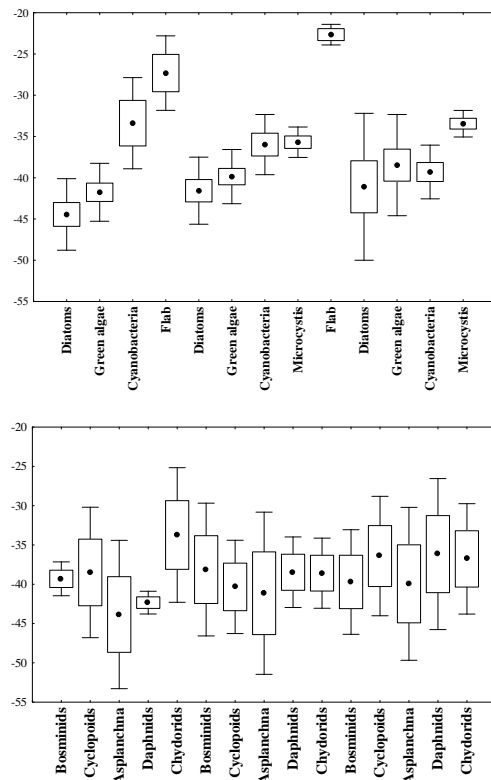 -20
-25
-30
-35
-40
-45
-50
-55
Diatoms
Green algae
Cyanobacteria
Flab
Diatoms
Green algae
Cyanobacteria
Microcystis
Flab
Diatoms
Green algae
Cyanobacteria
Microcystis
-20
-25
-30
-35
-40
-45
-50
-55
Bosminids
Cyclopoids
Asplanchna
Daphnids
Chydorids
Bosminids
Cyclopoids
Asplanchna
Daphnids
Chydorids
Bosminids
Cyclopoids
Asplanchna
Daphnids
Chydorids